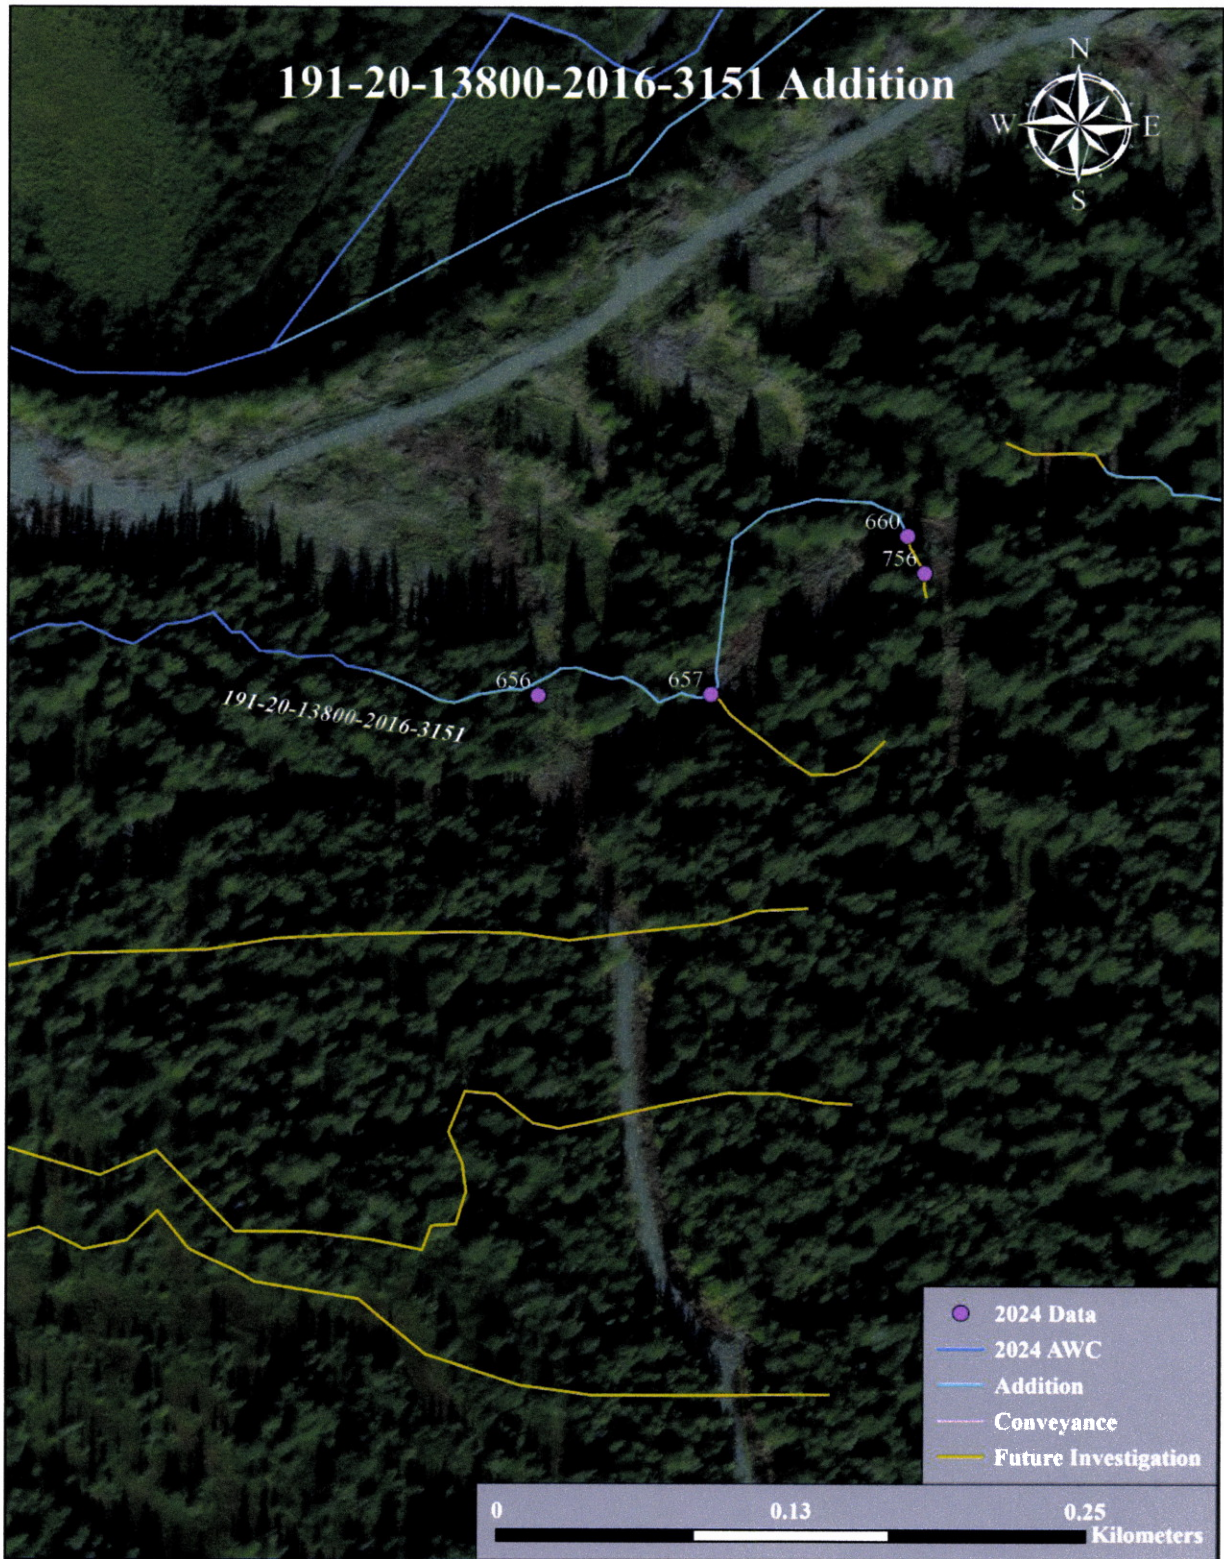 191-20-13800-2016-3151 Addition
N
W E
S
660
756
656
657
191-20-13800-2016-3151
2024 Data
2024 AWC
Addition
Conveyance
Future Investigation
0 0.13 0.25
Kilometers